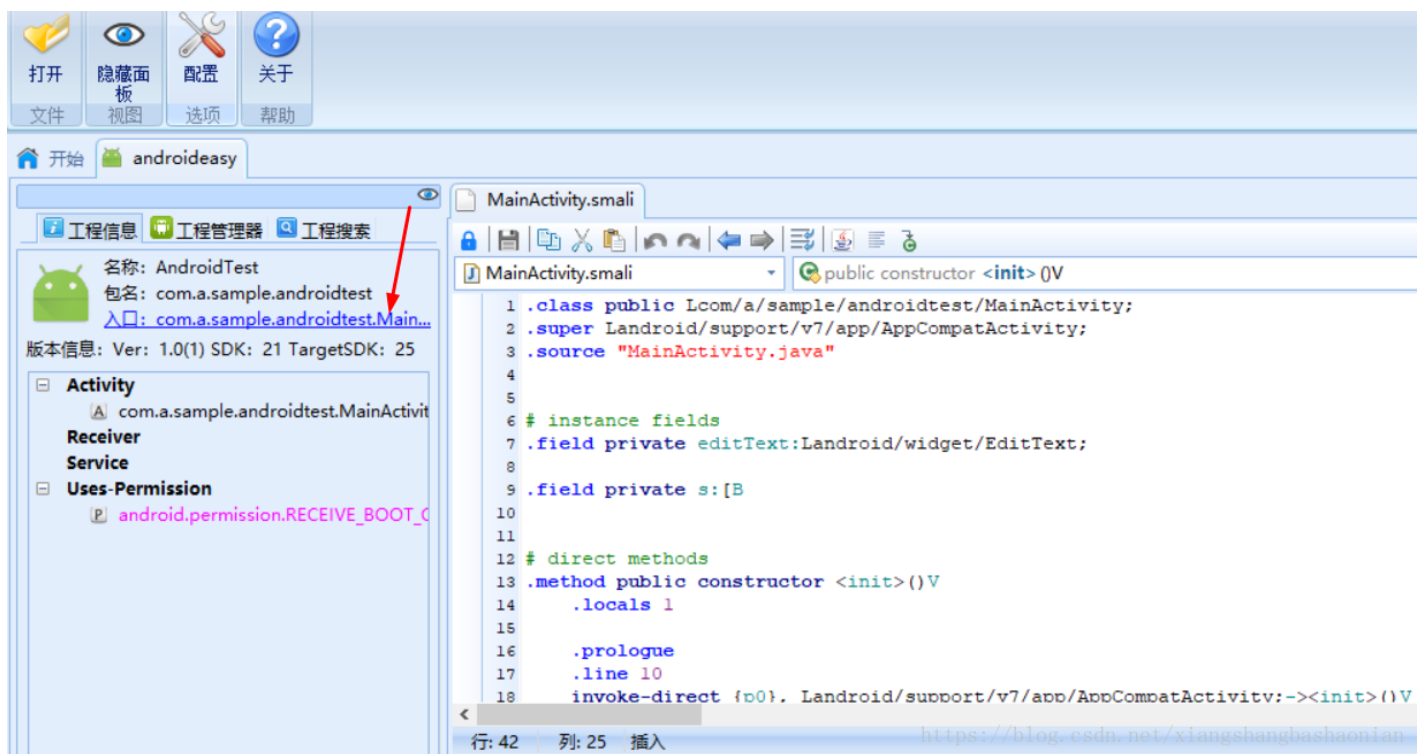 打开
隐藏面板
配置
关于
文件
视图
选项
帮助
开始
androideasy
工程信息
工程管理器
工程搜索
名称: AndroidTest
包名: com.a.sample.androidtest
入口: com.a.sample.androidtest.Main...
版本信息: Ver: 1.0(1) SDK: 21 TargetSDK: 25
Activity
com.a.sample.androidtest.MainActivit
Receiver
Service
Uses-Permission
android.permission.RECEIVE_BOOT_C
MainActivity.smali
MainActivity.smali
public constructor <init> ()V
1 .class public Lcom/a/sample/androidtest/MainActivity;
2 .super Landroid/support/v7/app/AppCompatActivity;
3 .source "MainActivity.java"
4
5
6 # instance fields
7 .field private editText:Landroid/widget/EditText;
8
9 .field private s:[B
10
11
12 # direct methods
13 .method public constructor <init>()V
14 .locals 1
15
16 .prologue
17 .line 10
18 invoke-direct {p0}, Landroid/support/v7/app/AppCompatActivity;-><init>()V
行: 42 列: 25 插入
https://blog.csdn.net/xiangshangbashaonian